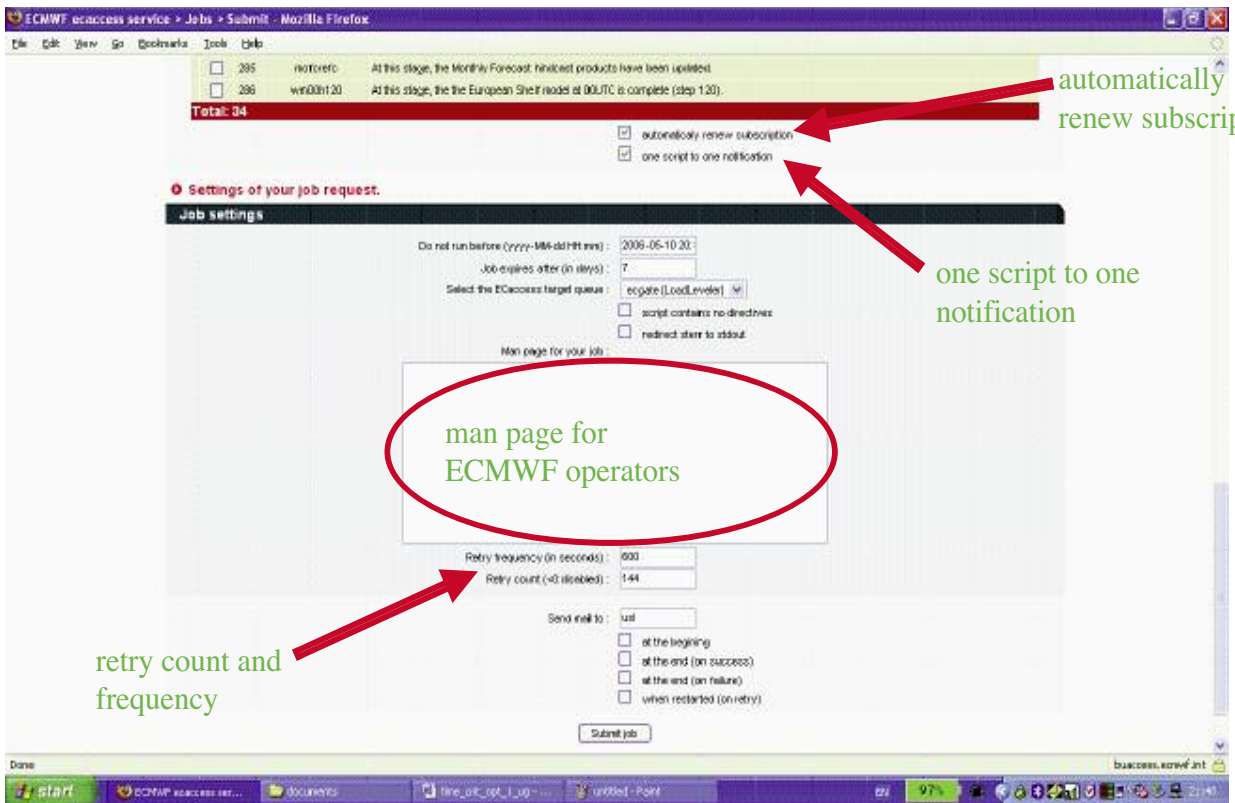 ECMWF ecaccess service > Jobs > Submit - Mozilla Firefox
File Edit View Go Bookmarks Tools Help
285 At this stage, the Monthly Forecast hindcast products have been updated.
286 At this stage, the the European Shelf model at 00UTC is complete (step 120).
Total: 34
automatically
renew subscrip
automaticaly renew subscription
one script to one notification
Settings of your job request.
Job settings
Do not run before (yyyy-MM-dd HH:mm) : 2006-05-10 20:
Job expires after (in days) : 7
Select the ECaccess target queue : ecgate (LoadLeveler)
one script to one
notification
script contains no directives
redirect sterr to stdout
Man page for your job :
man page for
ECMWF operators
Retry frequency (in seconds) : 600
Retry count (<0 disabled) : 144
Send mail to :
at the begining
at the end (on success)
at the end (on failure)
when restarted (on retry)
retry count and
frequency
Submit job
Done
start ECMWF ecaccess ser... documents untitled - Paint EN 97%